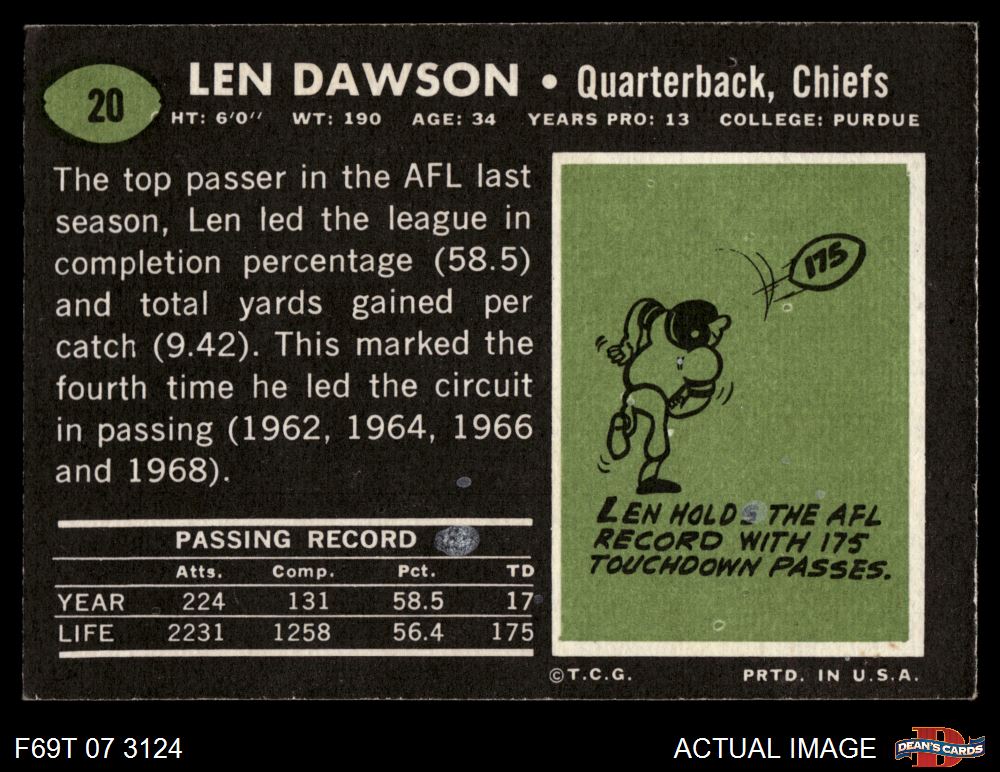 20
LEN DAWSON • Quarterback, Chiefs
HT: 6'0" WT: 190 AGE: 34 YEARS PRO: 13 COLLEGE: PURDUE
The top passer in the AFL last
season, Len led the league in
completion percentage (58.5)
and total yards gained per
catch (9.42). This marked the
fourth time he led the circuit
in passing (1962, 1964, 1966
and 1968).
PASSING RECORD
Atts. Comp. Pct. TD
YEAR 224 131 58.5 17
LIFE 2231 1258 56.4 175
175
LEN HOLDS THE AFL
RECORD WITH 175
TOUCHDOWN PASSES.
© T.C.G. PRTD. IN U.S.A.
F69T 07 3124
ACTUAL IMAGE
D
DEAN'S CARDS